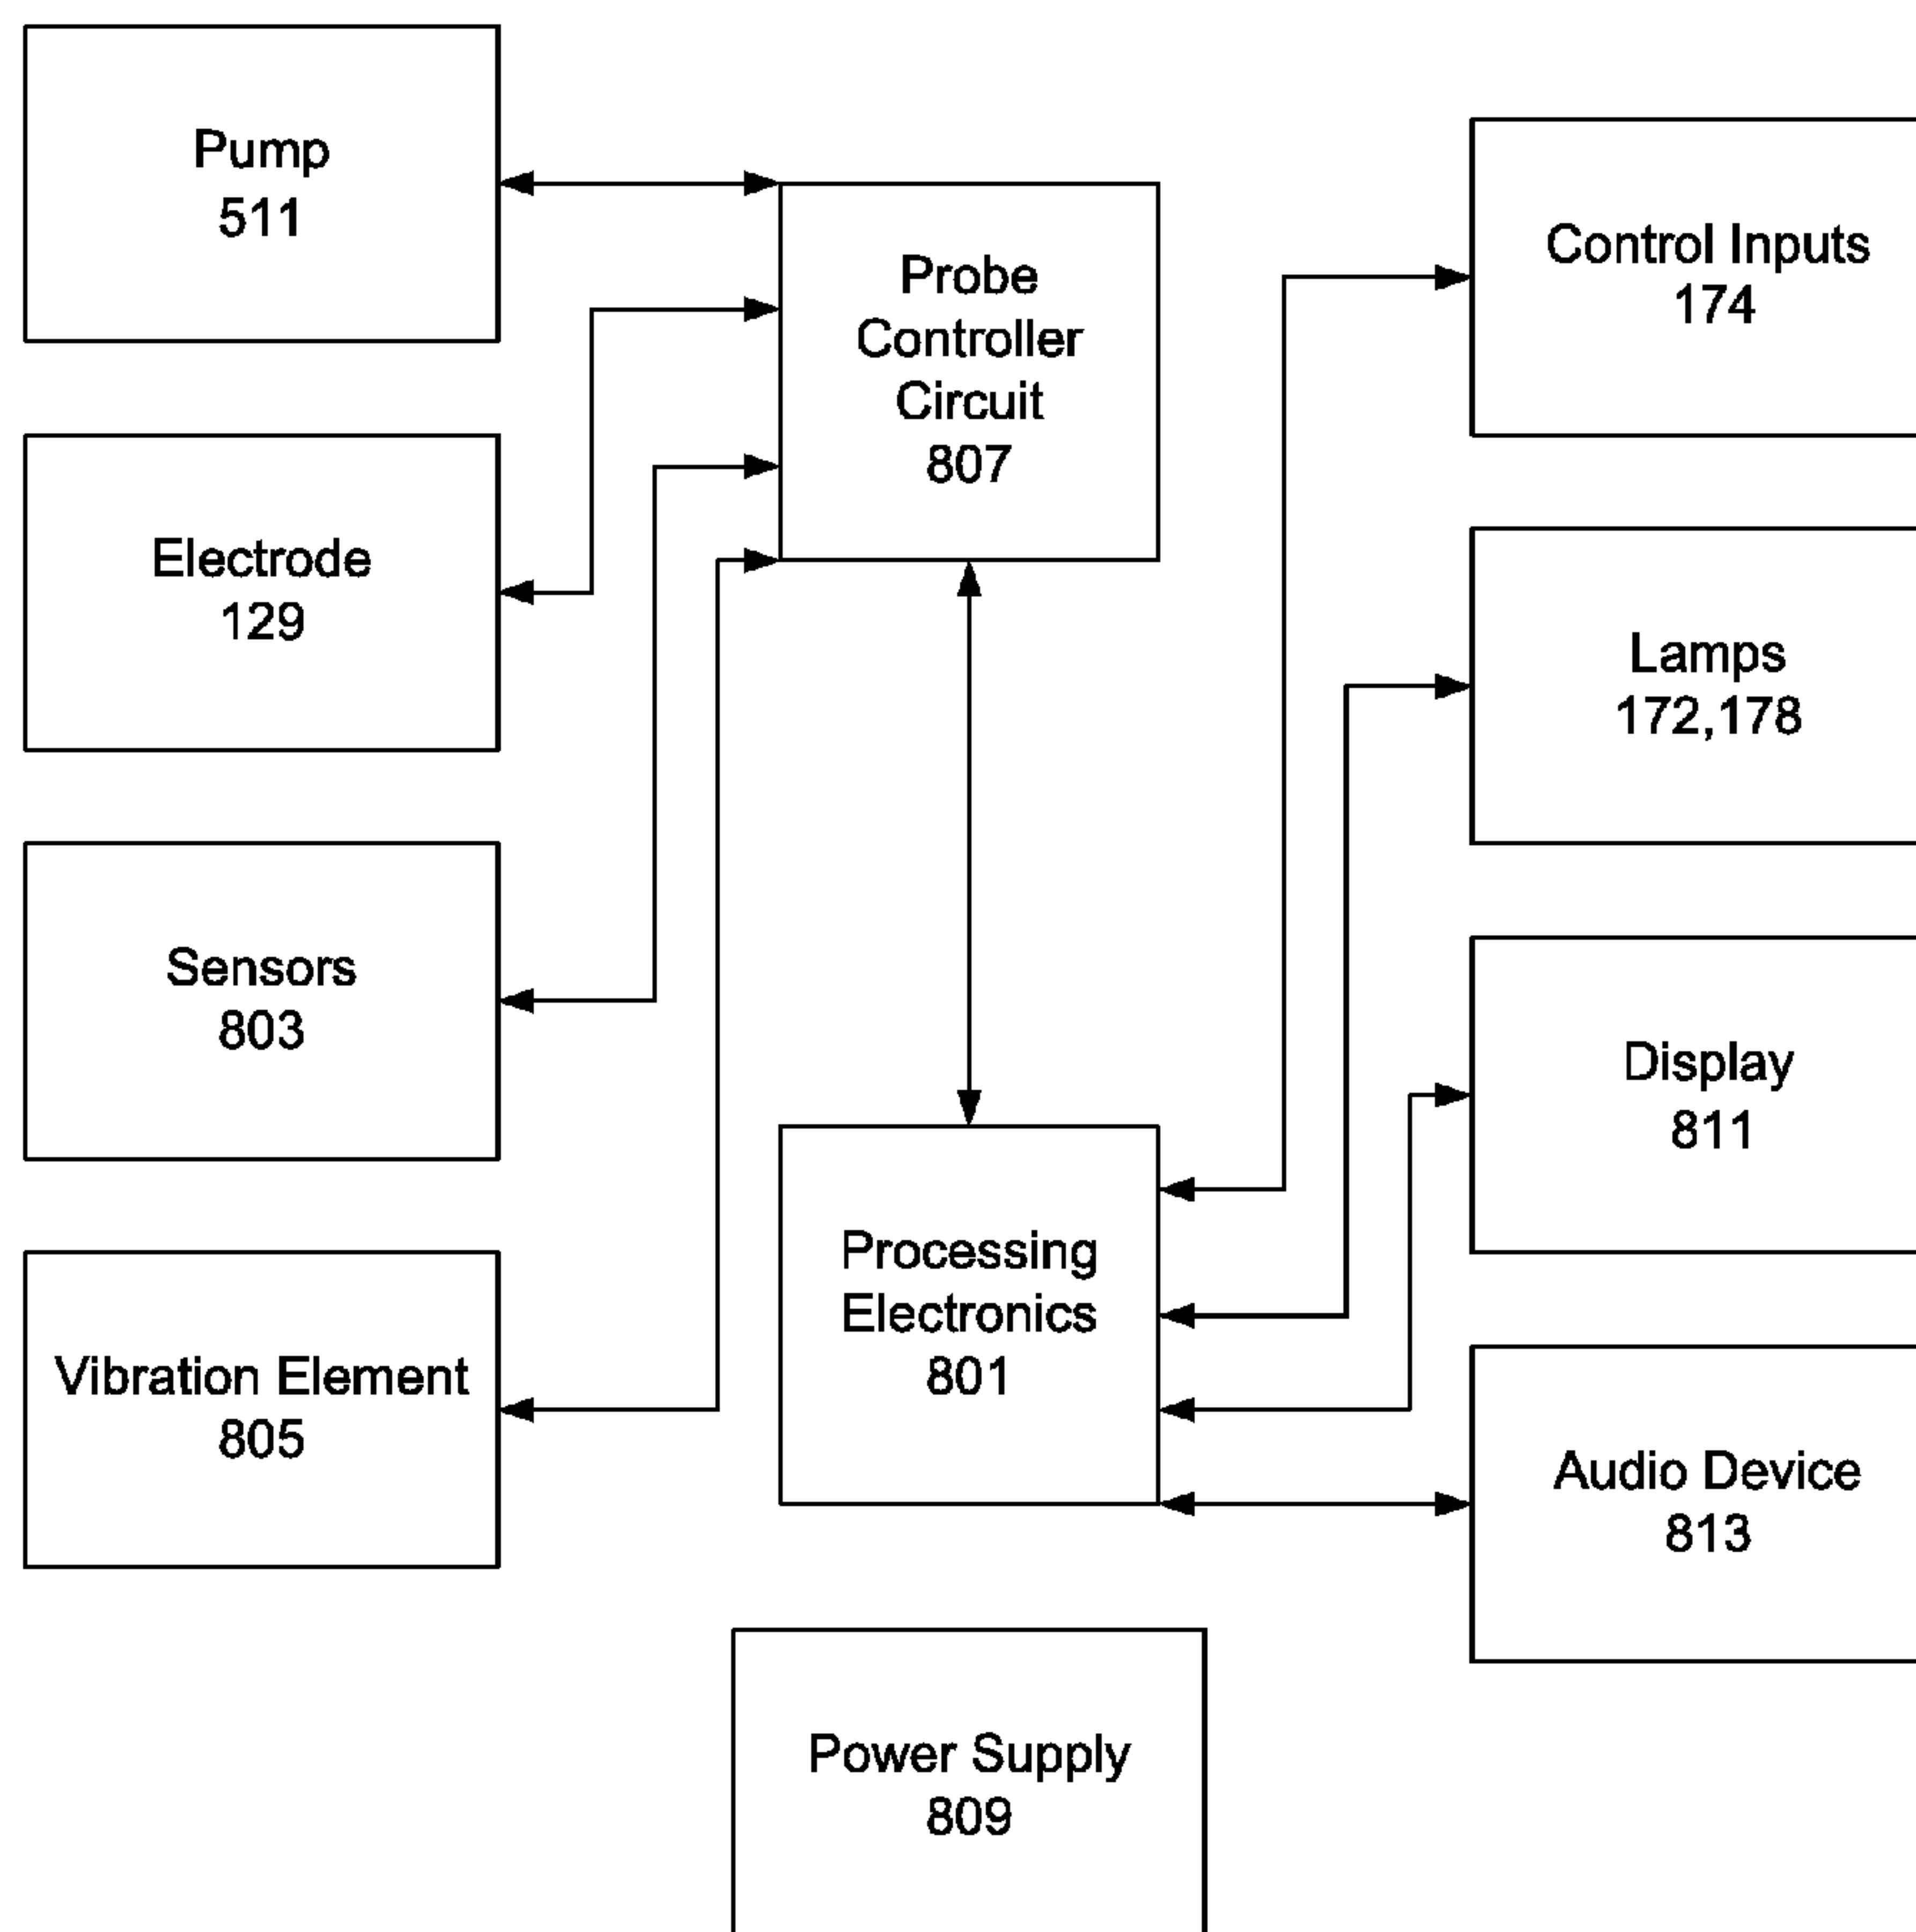 Pump
511
Electrode
129
Sensors
803
Vibration Element
805
Probe
Controller
Circuit
807
Processing
Electronics
801
Power Supply
809
Control Inputs
174
Lamps
172,178
Display
811
Audio Device
813